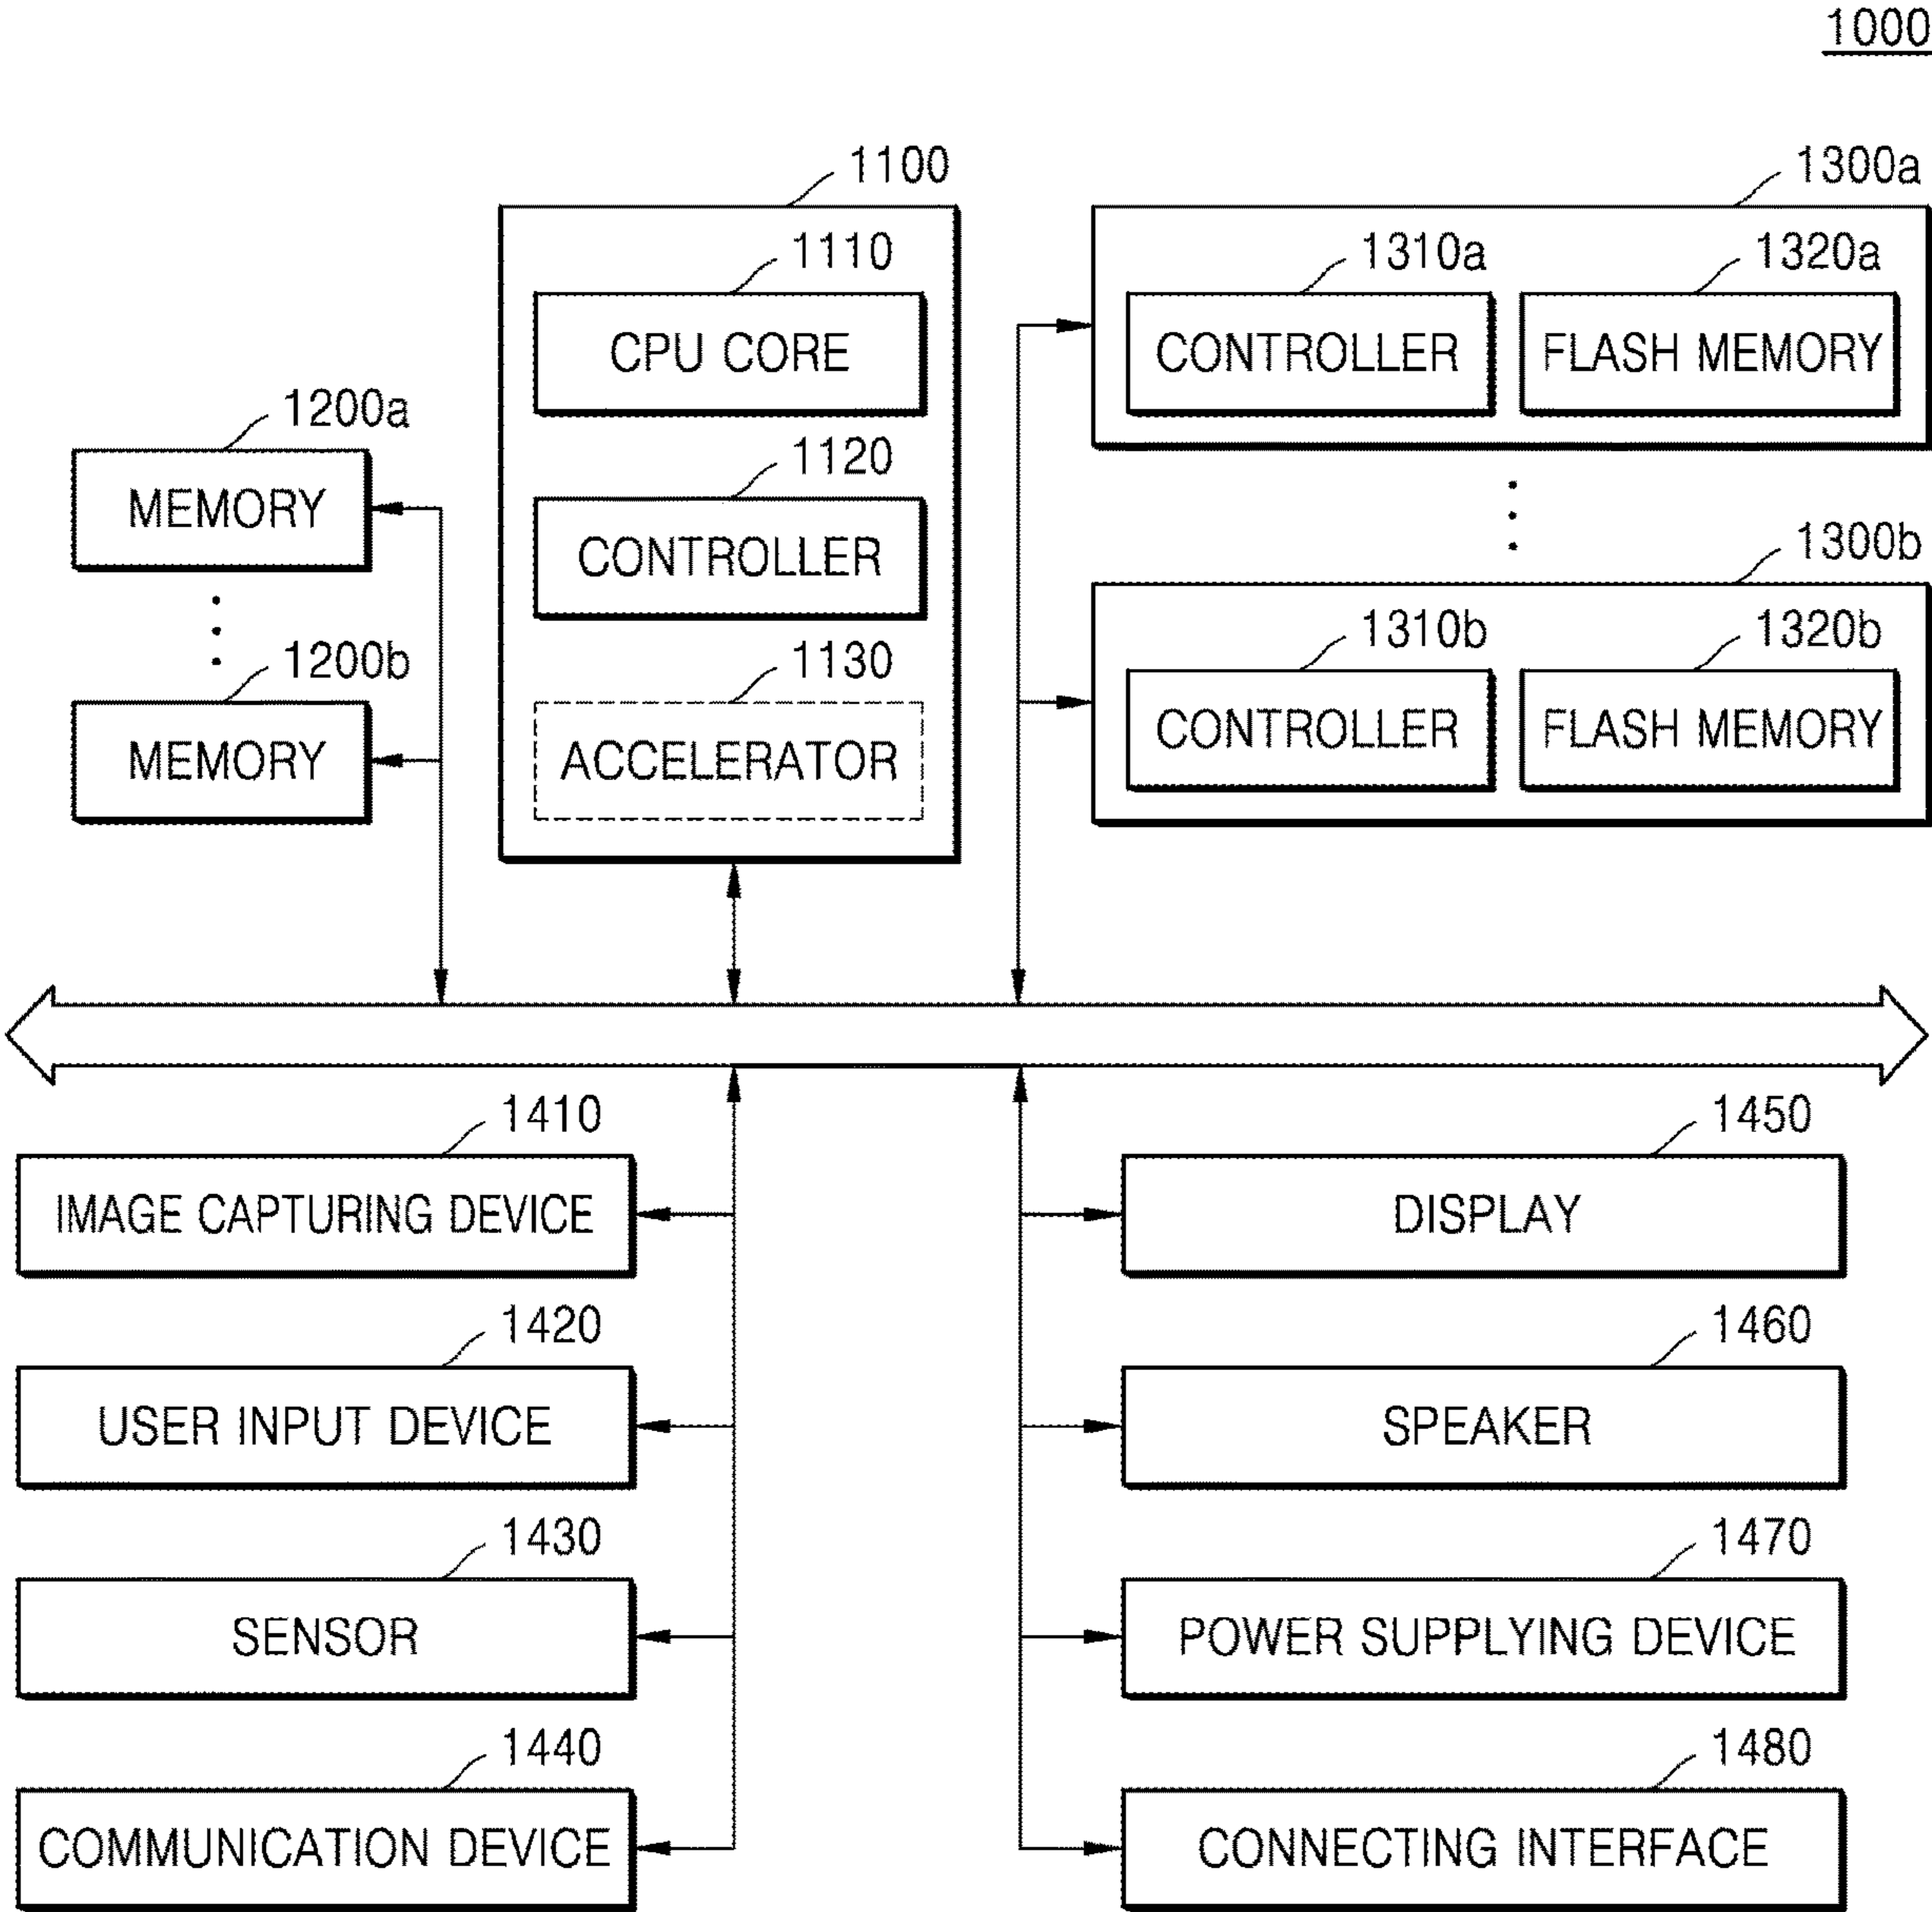 1000
1100
1110
CPU CORE
1120
CONTROLLER
1130
ACCELERATOR
1200a
MEMORY
1200b
MEMORY
1300a
1310a
1320a
CONTROLLER
FLASH MEMORY
1300b
1310b
1320b
CONTROLLER
FLASH MEMORY
1410
IMAGE CAPTURING DEVICE
1420
USER INPUT DEVICE
1430
SENSOR
1440
COMMUNICATION DEVICE
1450
DISPLAY
1460
SPEAKER
1470
POWER SUPPLYING DEVICE
1480
CONNECTING INTERFACE